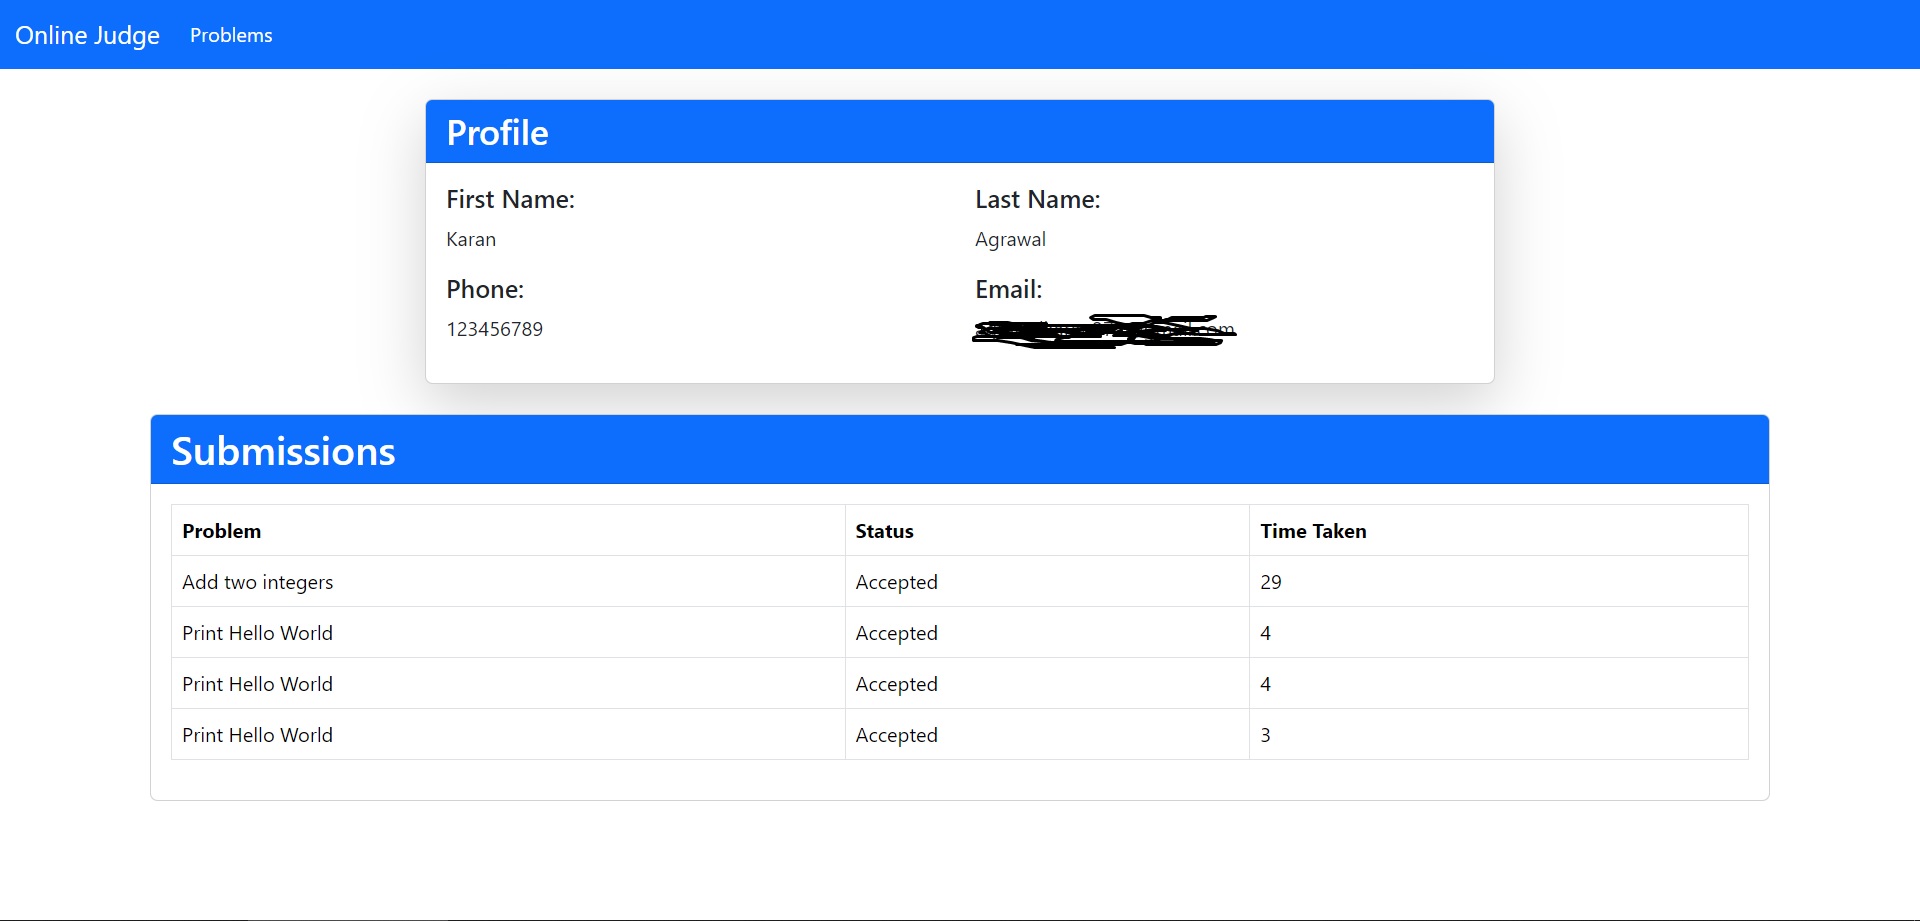 Online Judge Problems
Profile
First Name: Last Name:
Karan Agrawal
Phone: Email:
123456789
Submissions
Problem Status Time Taken
Add two integers Accepted 29
Print Hello World Accepted 4
Print Hello World Accepted 4
Print Hello World Accepted 3